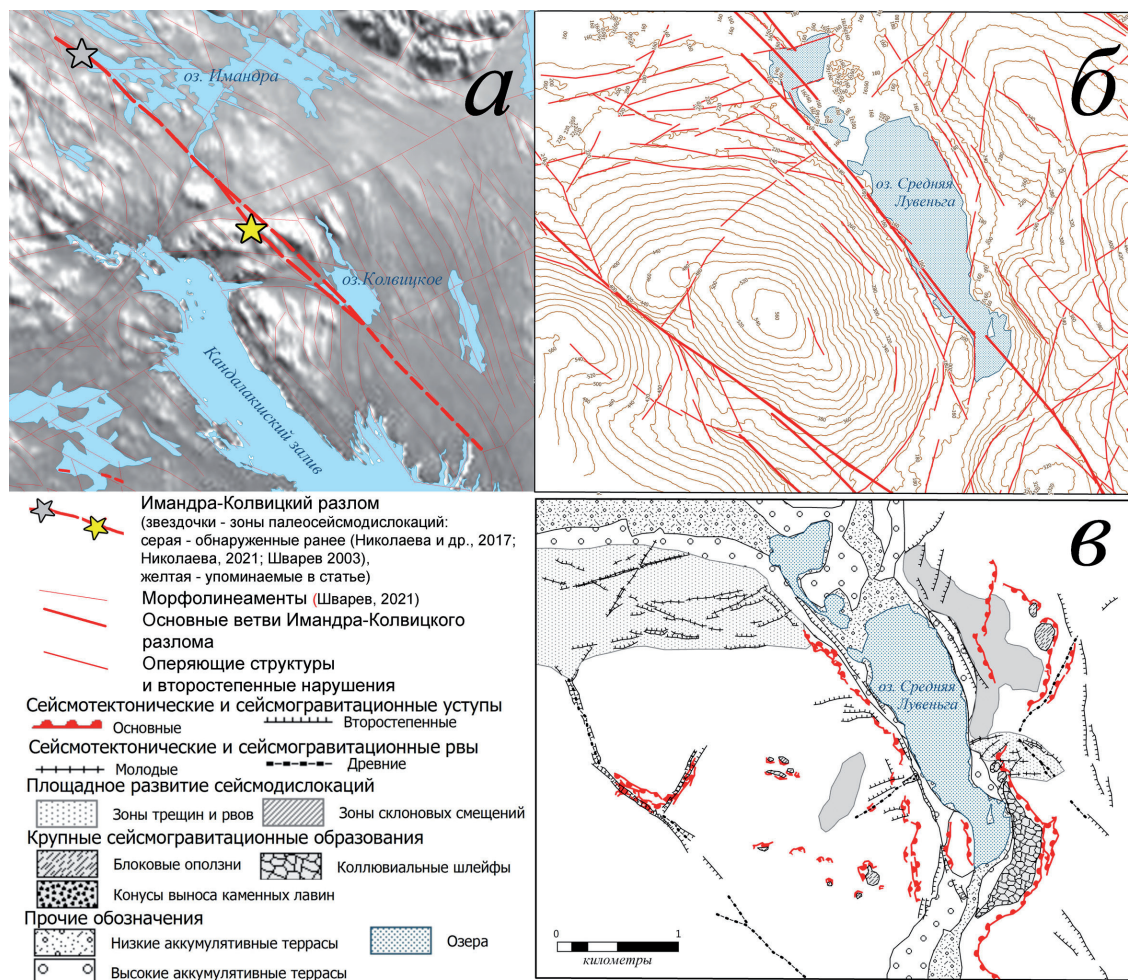 а
оз. Имандра
оз.Колвицкое
Кандалакшский залив
б
оз. Средняя
Лувеньга
Имандра-Колвицкий разлом
(звездочки - зоны палеосейсмодислокаций:
серая - обнаруженные ранее (Николаева и др., 2017;
Николаева, 2021; Шварев 2003),
желтая - упоминаемые в статье)
Морфолинеаменты (Шварев, 2021)
Основные ветви Имандра-Колвицкого
разлома
Оперяющие структуры
и второстепенные нарушения
Сейсмотектонические и сейсмогравитационные уступы
Основные
Второстепенные
Сейсмотектонические и сейсмогравитационные рвы
Молодые
Древние
Площадное развитие сейсмодислокаций
Зоны трещин и рвов
Зоны склоновых смещений
Крупные сейсмогравитационные образования
Блоковые оползни
Коллювиальные шлейфы
Конусы выноса каменных лавин
Прочие обозначения
Низкие аккумулятивные террасы
Озера
Высокие аккумулятивные террасы
в
оз. Средняя
Лувеньга
0 1
километры